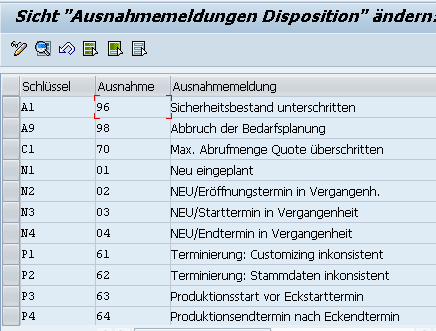 Sicht "Ausnahmemeldungen Disposition" ändern:
Schlüssel Ausnahme Ausnahmemeldung
A1 96 Sicherheitsbestand unterschritten
A9 98 Abbruch der Bedarfsplanung
C1 70 Max. Abrufmenge Quote überschritten
N1 01 Neu eingeplant
N2 02 NEU/Eröffnungstermin in Vergangenh.
N3 03 NEU/Starttermin in Vergangenheit
N4 04 NEU/Endtermin in Vergangenheit
P1 61 Terminierung: Customizing inkonsistent
P2 62 Terminierung: Stammdaten inkonsistent
P3 63 Produktionsstart vor Eckstarttermin
P4 64 Produktionsendtermin nach Eckendtermin